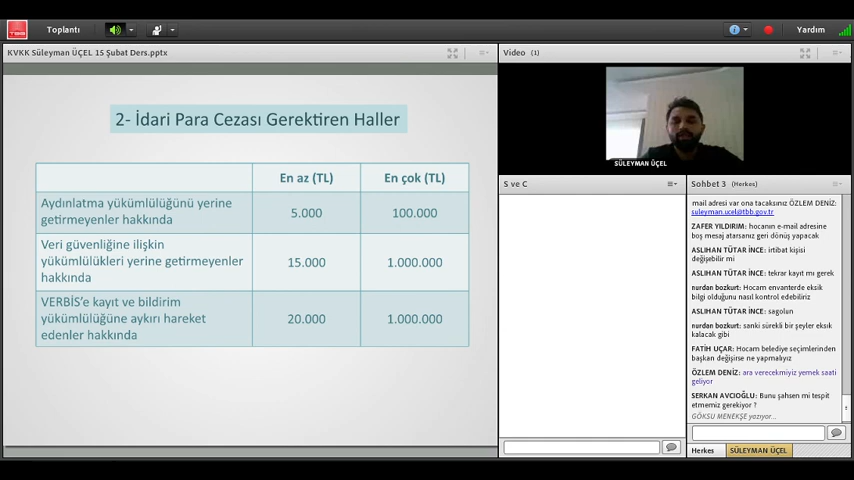 Toplantı
Yardım
TBB
KVKK Süleyman ÜÇEL 15 Şubat Ders.pptx
2- İdari Para Cezası Gerektiren Haller
En az (TL) En çok (TL)
Aydınlatma yükümlülüğünü yerine
getirmeyenler hakkında
5.000 100.000
Veri güvenliğine ilişkin
yükümlülükleri yerine getirmeyenler
hakkında
15.000 1.000.000
VERBİS’e kayıt ve bildirim
yükümlülüğüne aykırı hareket
edenler hakkında
20.000 1.000.000
Video (1)
SÜLEYMAN ÜÇEL
S ve C
Sohbet 3 (Herkes)
mail adresi var ona tacaksınız ÖZLEM DENİZ:
suleyman.ucel@tbb.gov.tr
ZAFER YILDIRIM: hocanın e-mail adresine
boş mesaj atarsanız geri dönüş yapacak
ASLIHAN TÜTAR İNCE: irtibat kişisi
değişebilir mi
ASLIHAN TÜTAR İNCE: tekrar kayıt mı gerek
nurdan bozkurt: Hocam envanterde eksik
bilgi olduğunu nasıl kontrol edebiliriz
ASLIHAN TÜTAR İNCE: sagolun
nurdan bozkurt: sanki sürekli bir şeyler eksık
kalacak gibi
FATİH UÇAR: Hocam belediye seçimlerinden
başkan değişirse ne yapmalıyız
ÖZLEM DENİZ: ara verecekmiyiz yemek saati
geliyor
SERKAN AVCIOĞLU: Bunu şahsen mi tespit
etmemiz gerekiyor ?
GÖKSU MENEKŞE yazıyor...
Herkes SÜLEYMAN ÜÇEL